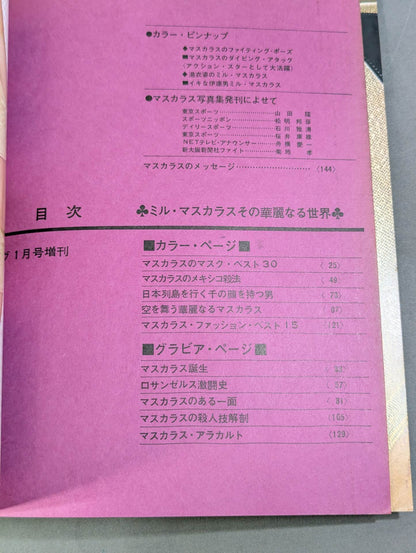 ●カラー・ピンナップ
◆マスカラスのファイティング・ポーズ
■マスカラスのダイビング・アタック
(アクション・スターとして大活躍)
◆浴衣姿のミル・マスカラス
■イキな伊達男ミル・マスカラス
●マスカラス写真集発刊によせて
東京スポーツ 山田隆
スポーツニッポン 松明邦彦
デイリースポーツ 石川雅清
東京スポーツ 桜井康雄
NETテレビ・アナウンサー 舟橋慶一
新大阪新聞社ファイト
マスカラスのメッセージ (144)
目次 ♣ミル・マスカラスその華麗なる世界♣
グ1月号増刊
■カラー・ページ■
マスカラスのマスク・ベスト30 (25)
マスカラスのメキシコ殺法 (49)
日本列島を行く千の顔を持つ男 (73)
空を舞う華麗なるマスカラス (97)
マスカラス・ファッション・ベスト15 (121)
■グラビア・ページ■
マスカラス誕生 (33)
ロサンゼルス激闘史 (57)
マスカラスのある一面 (81)
マスカラスの殺人技解剖 (105)
マスカラス・アラカルト (129)